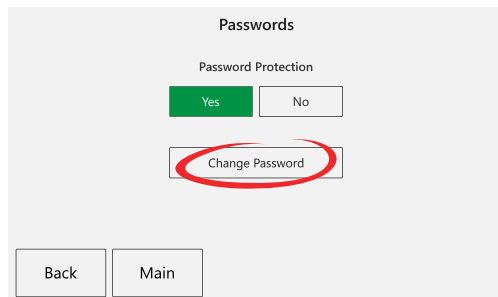 Passwords
Password Protection
Yes No
Change Password
Back Main